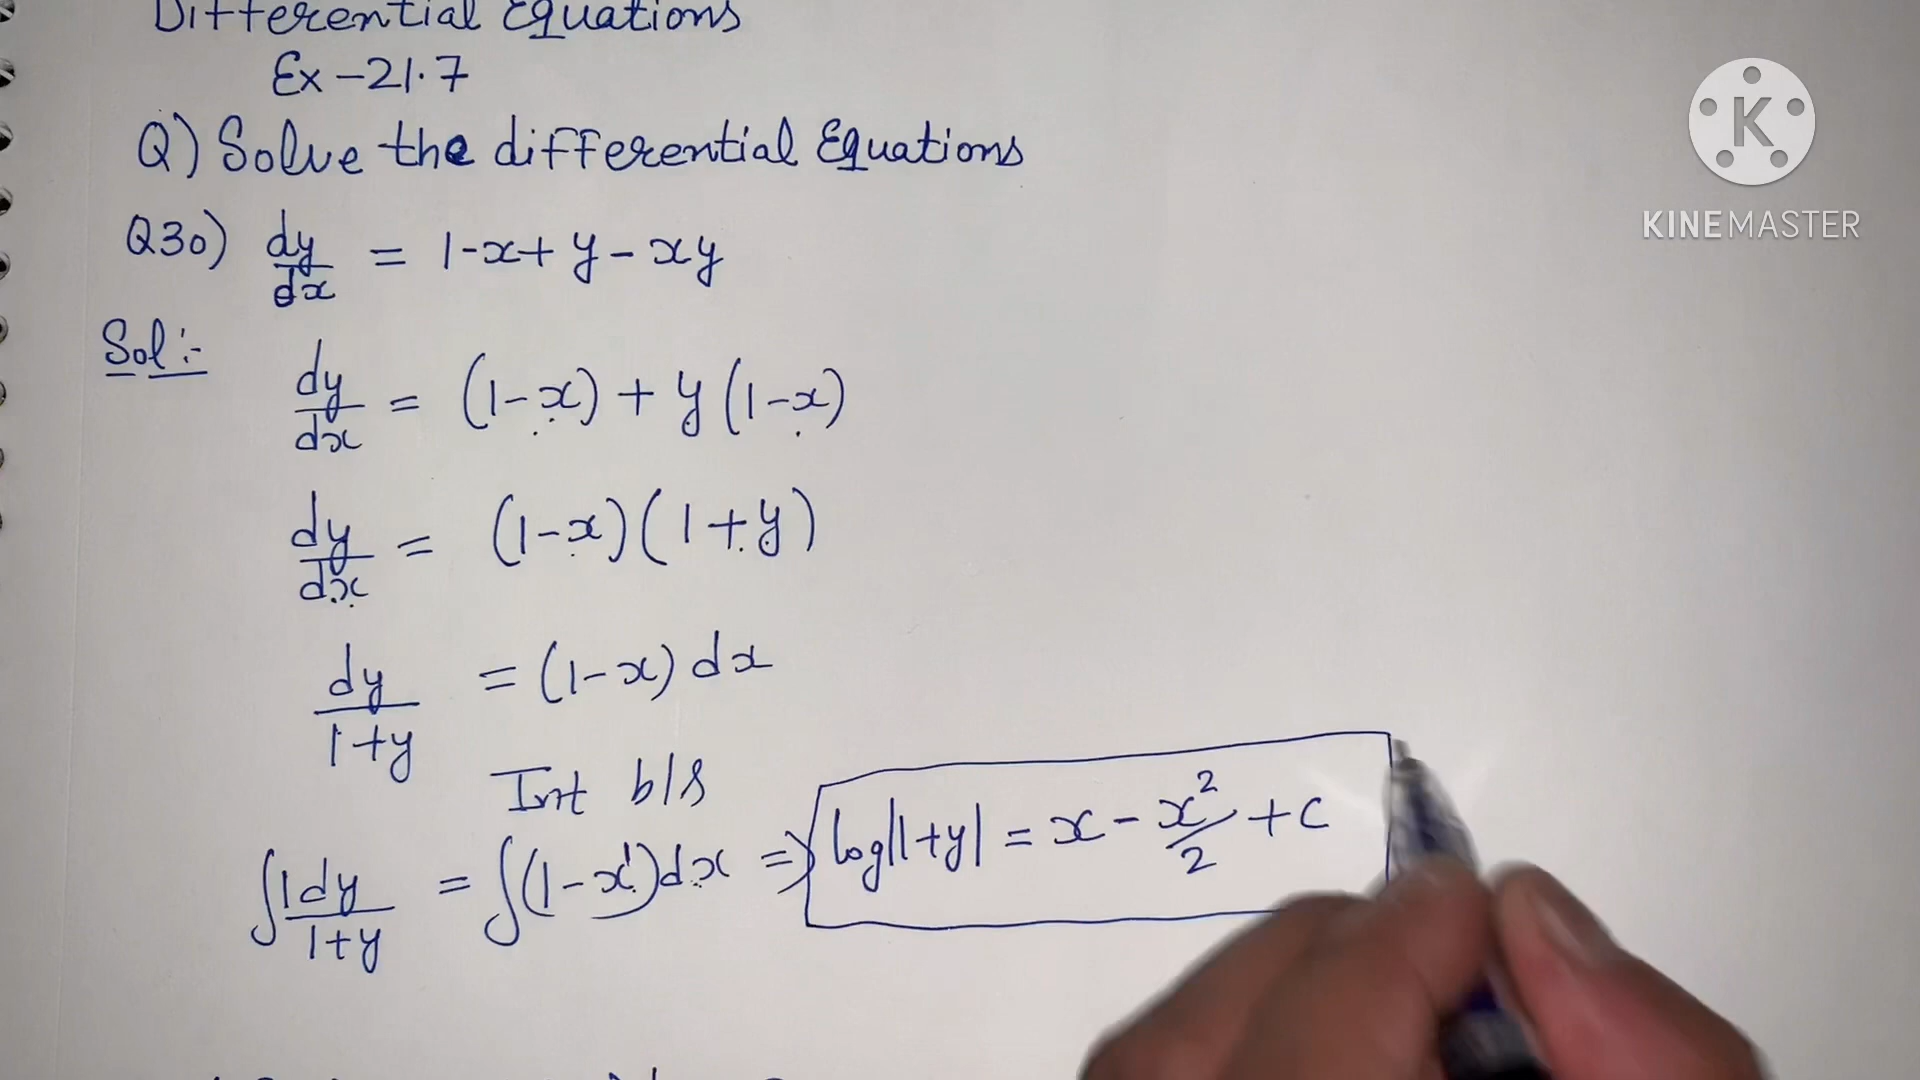 Differential Equations
Ex-21.7
Q) Solve the differential Equations
Q30) dy/dx = 1-x+y-xy
Sol:-
dy/dx = (1-x) + y(1-x)
dy/dx = (1-x)(1+y)
dy/1+y = (1-x) dx
Int b/s
∫1dy/1+y = ∫(1-x¹)dx ⇒ log|1+y| = x - x²/2 + c
K
KINEMASTER